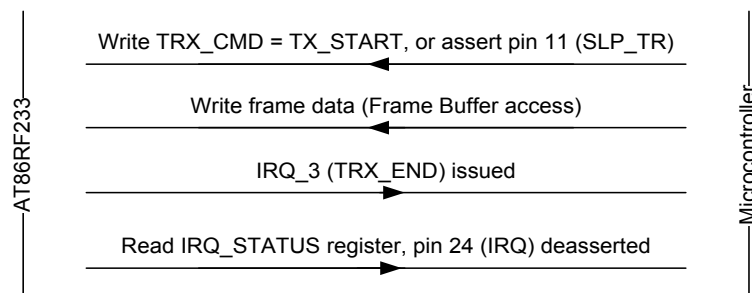 Write TRX_CMD = TX_START, or assert pin 11 (SLP_TR)
Write frame data (Frame Buffer access)
AT86RF233
Microcontroller
IRQ_3 (TRX_END) issued
Read IRQ_STATUS register, pin 24 (IRQ) deasserted